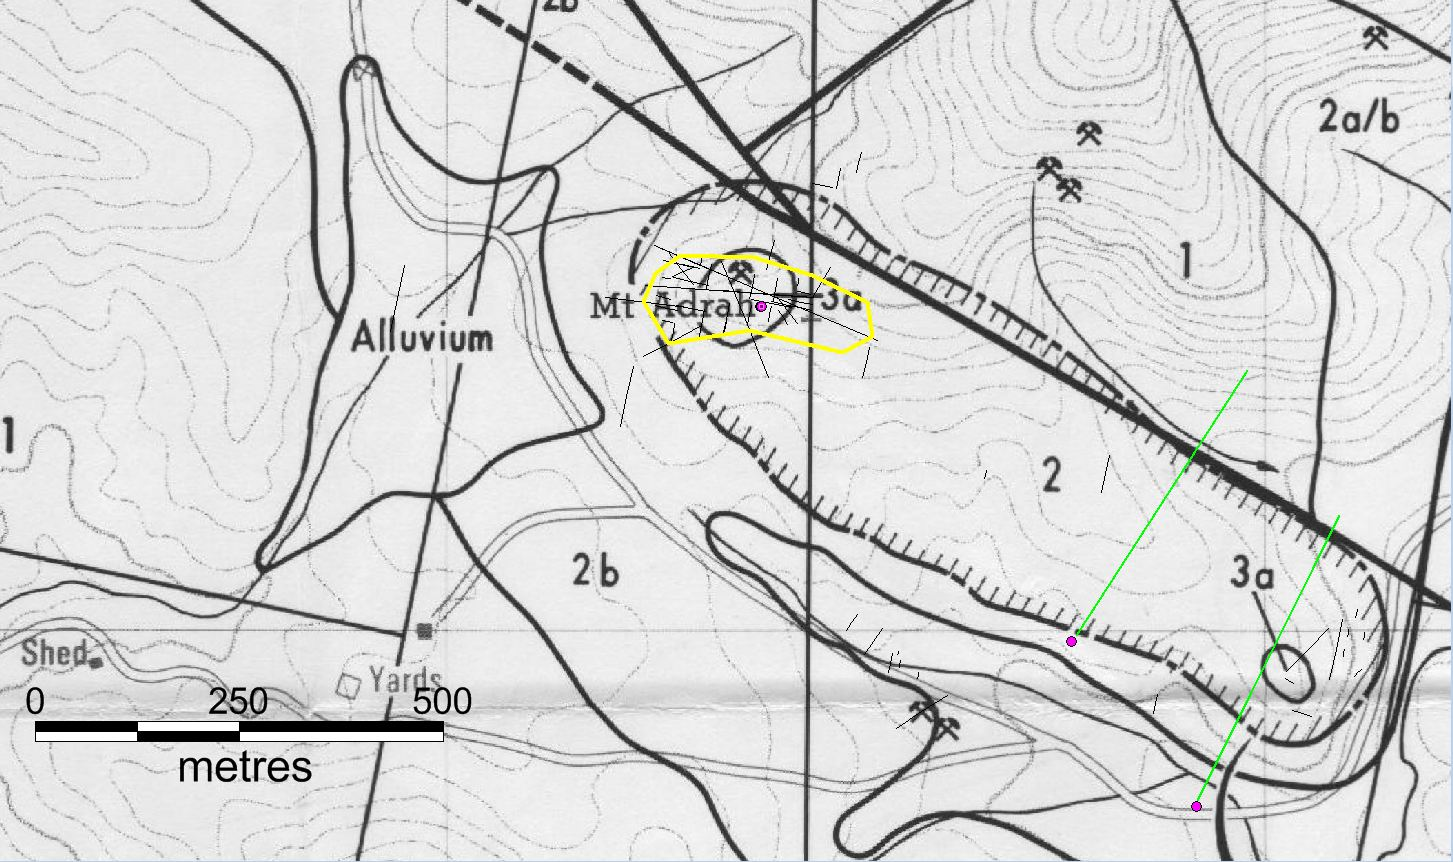 2b
2a/b
1
Mt Adrah
3a
Alluvium
1
2
2b
3a
Shed
Yards
0 250 500
metres